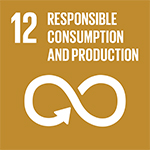 12 RESPONSIBLE
CONSUMPTION
AND PRODUCTION